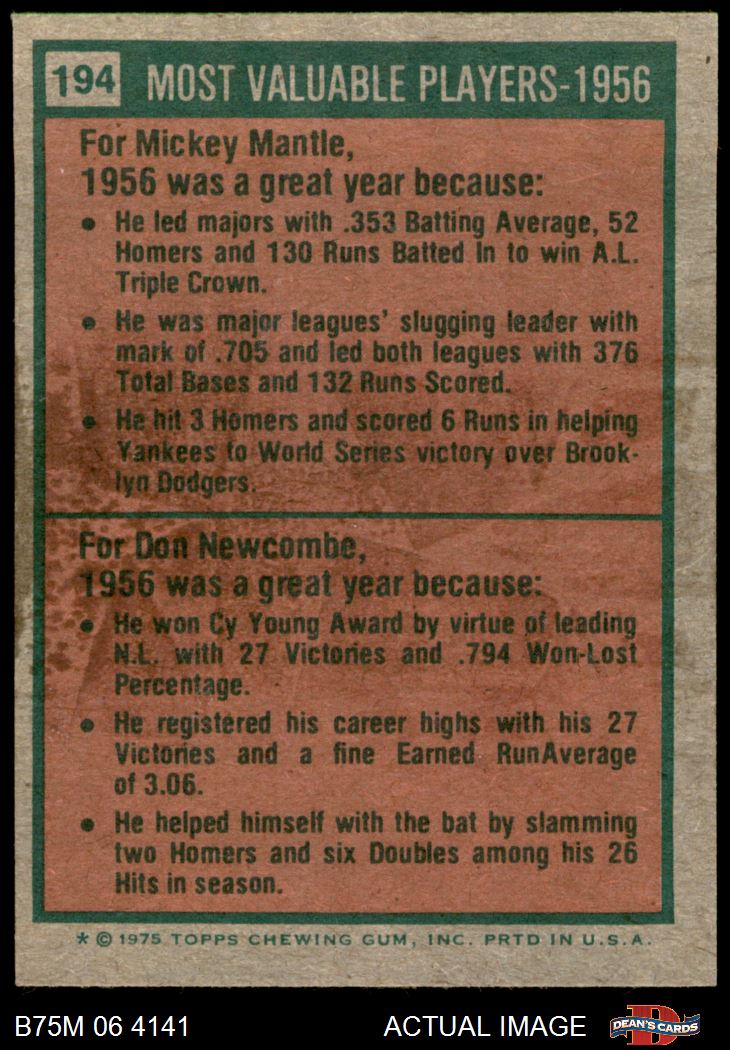 194 MOST VALUABLE PLAYERS-1956
For Mickey Mantle,
1956 was a great year because:
• He led majors with .353 Batting Average, 52
Homers and 130 Runs Batted In to win A.L.
Triple Crown.
• He was major leagues' slugging leader with
mark of .705 and led both leagues with 376
Total Bases and 132 Runs Scored.
• He hit 3 Homers and scored 6 Runs in helping
Yankees to World Series victory over Brook-
lyn Dodgers.
For Don Newcombe,
1956 was a great year because:
• He won Cy Young Award by virtue of leading
N.L. with 27 Victories and .794 Won-Lost
Percentage.
• He registered his career highs with his 27
Victories and a fine Earned RunAverage
of 3.06.
• He helped himself with the bat by slamming
two Homers and six Doubles among his 26
Hits in season.
* © 1975 TOPPS CHEWING GUM, INC. PRTD IN U.S.A.
B75M 06 4141 ACTUAL IMAGE DEAN'S CARDS